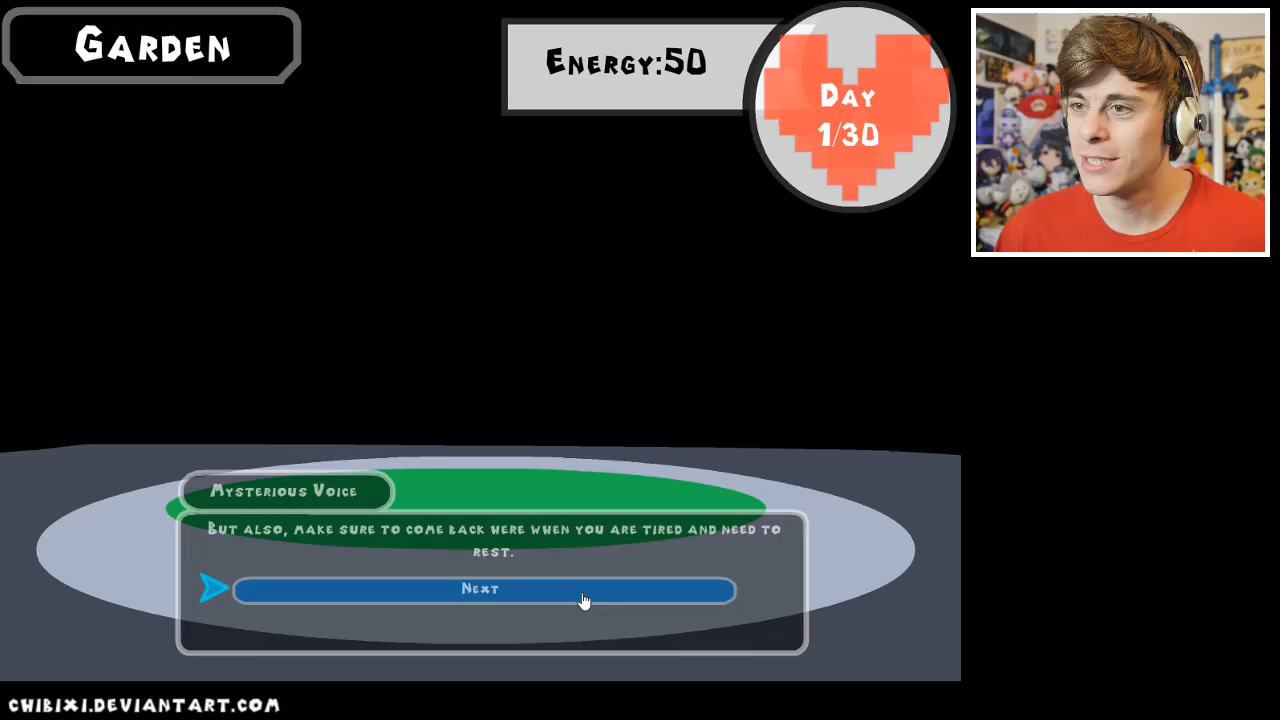 Garden
Energy:50
Day
1/30
Mysterious Voice
But also, make sure to come back here when you are tired and need to
rest.
Next
chibixi.deviantart.com